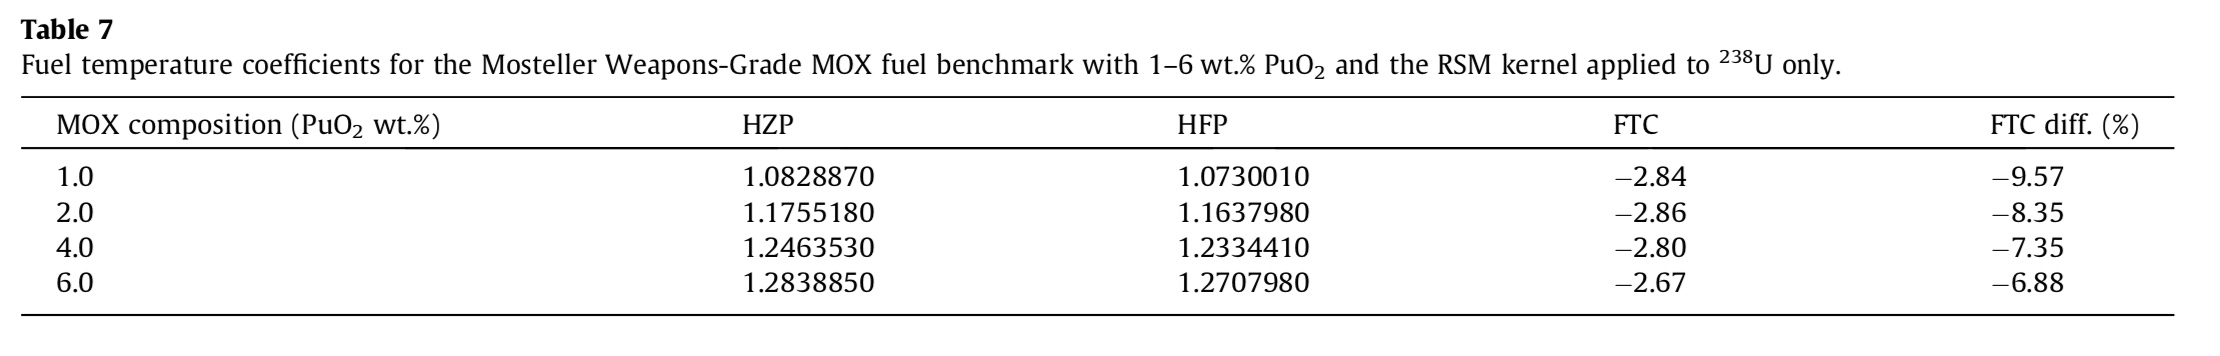 Table 7
Fuel temperature coefficients for the Mosteller Weapons-Grade MOX fuel benchmark with 1–6 wt.% PuO₂ and the RSM kernel applied to ²³⁸U only.
MOX composition (PuO₂ wt.%) HZP HFP FTC FTC diff. (%)
1.0 1.0828870 1.0730010 −2.84 −9.57
2.0 1.1755180 1.1637980 −2.86 −8.35
4.0 1.2463530 1.2334410 −2.80 −7.35
6.0 1.2838850 1.2707980 −2.67 −6.88